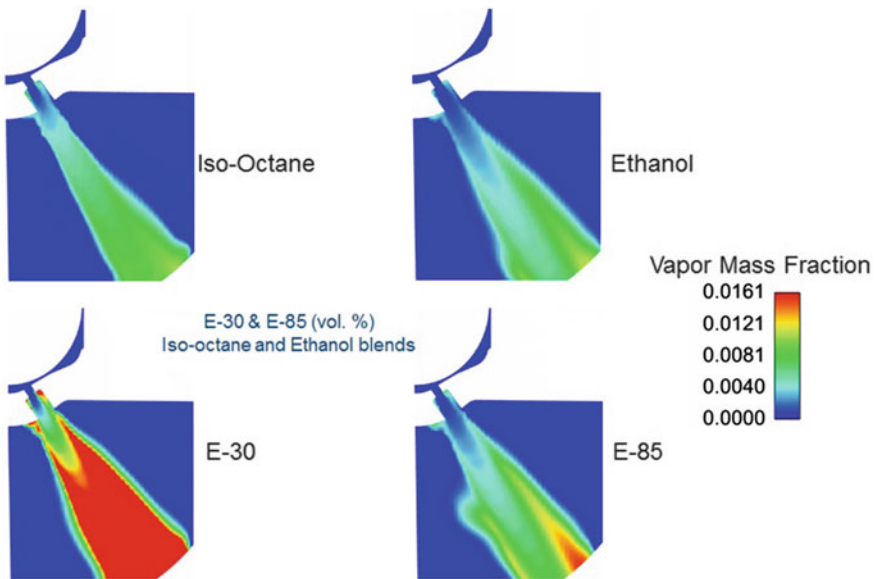 Iso-Octane
Ethanol
Vapor Mass Fraction
0.0161
0.0121
0.0081
0.0040
0.0000
E-30 & E-85 (vol. %)
Iso-octane and Ethanol blends
E-30
E-85